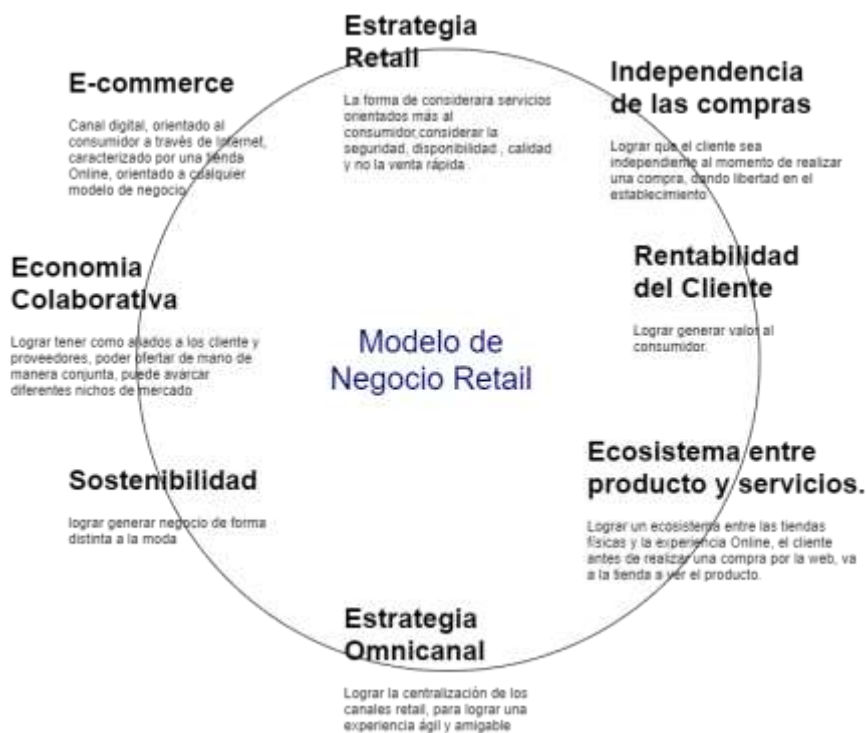 Estrategia
Retail
La forma de considerara servicios
orientados más al
consumidor,considerar la
seguridad, disponibilidad , calidad
y no la venta rápida .
Independencia
de las compras
Lograr que el cliente sea
independiente al momento de realizar
una compra, dando libertad en el
establecimiento
Rentabilidad
del Cliente
Lograr generar valor al
consumidor.
Ecosistema entre
producto y servicios.
Lograr un ecosistema entre las tiendas
físicas y la experiencia Online, el cliente
antes de realizar una compra por la web, va
a la tienda a ver el producto.
Estrategia
Omnicanal
Lograr la centralización de los
canales retail, para lograr una
experiencia ágil y amigable
Sostenibilidad
lograr generar negocio de forma
distinta a la moda
Economia
Colaborativa
Lograr tener como aliados a los cliente y
proveedores, poder ofertar de mano de
manera conjunta, puede avarcar
diferentes nichos de mercado
E-commerce
Canal digital, orientado al
consumidor a través de Internet,
caracterizado por una tienda
Online, orientado a cualquier
modelo de negocio
Modelo de
Negocio Retail